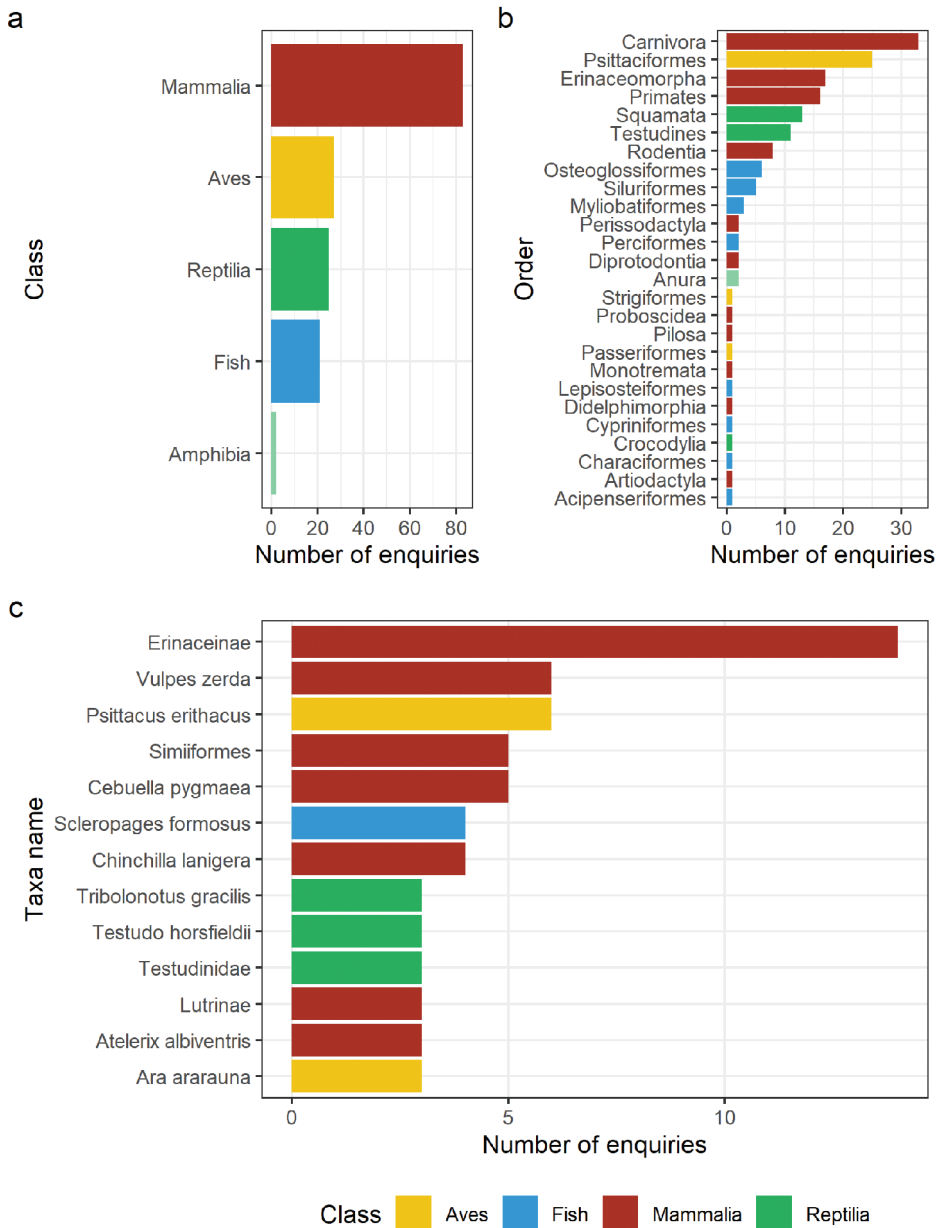 a
Class
Mammalia
Aves
Reptilia
Fish
Amphibia
0 20 40 60 80
Number of enquiries
b
Order
Carnivora
Psittaciformes
Erinaceomorpha
Primates
Squamata
Testudines
Rodentia
Osteoglossiformes
Siluriformes
Myliobatiformes
Perissodactyla
Perciformes
Diprotodontia
Anura
Strigiformes
Proboscidea
Pilosa
Passeriformes
Monotremata
Lepisosteiformes
Didelphimorphia
Cypriniformes
Crocodylia
Characiformes
Artiodactyla
Acipenseriformes
0 10 20 30
Number of enquiries
c
Taxa name
Erinaceinae
Vulpes zerda
Psittacus erithacus
Simiiformes
Cebuella pygmaea
Scleropages formosus
Chinchilla lanigera
Tribolonotus gracilis
Testudo horsfieldii
Testudinidae
Lutrinae
Atelerix albiventris
Ara ararauna
0 5 10
Number of enquiries
Class Aves Fish Mammalia Reptilia